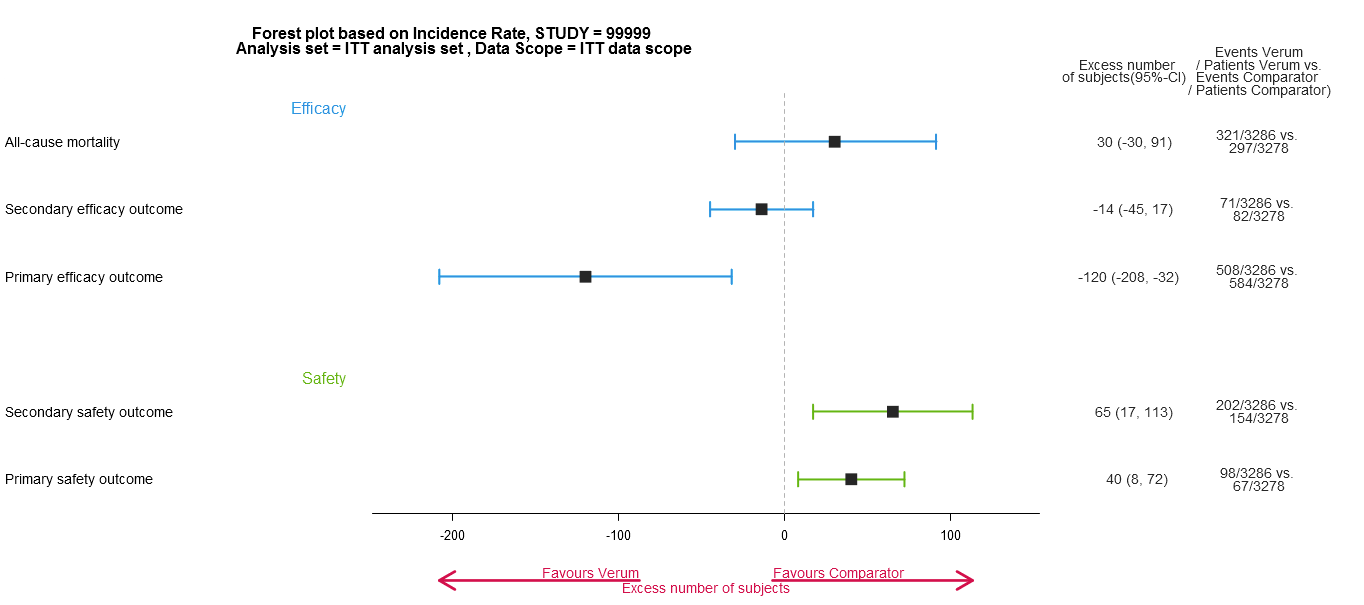 Forest plot based on Incidence Rate, STUDY = 99999
Analysis set = ITT analysis set , Data Scope = ITT data scope
Excess number
of subjects(95%-CI)
Events Verum
/ Patients Verum vs.
Events Comparator
/ Patients Comparator)
Efficacy
All-cause mortality
30 (-30, 91)
321/3286 vs.
297/3278
Secondary efficacy outcome
-14 (-45, 17)
71/3286 vs.
82/3278
Primary efficacy outcome
-120 (-208, -32)
508/3286 vs.
584/3278
Safety
Secondary safety outcome
65 (17, 113)
202/3286 vs.
154/3278
Primary safety outcome
40 (8, 72)
98/3286 vs.
67/3278
-200 -100 0 100
Favours Verum Favours Comparator
Excess number of subjects